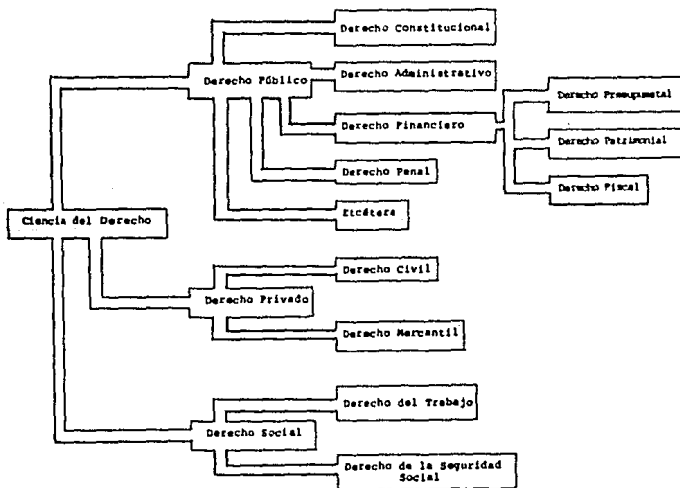 Derecho Constitucional
Derecho Público
Derecho Administrativo
Derecho Presupuestal
Derecho Financiero
Derecho Patrimonial
Derecho Penal
Derecho Fiscal
Etcétera
Ciencia del Derecho
Derecho Civil
Derecho Privado
Derecho Mercantil
Derecho del Trabajo
Derecho Social
Derecho de la Seguridad
Social